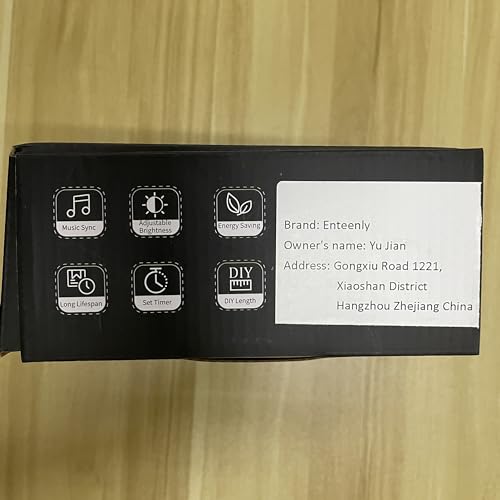 Music Sync
Adjustable
Brightness
Energy Saving
Long Lifespan
Set Timer
DIY
DIY Length
Brand: Enteenly
Owner's name: Yu Jian
Address: Gongxiu Road 1221,
Xiaoshan District
Hangzhou Zhejiang China